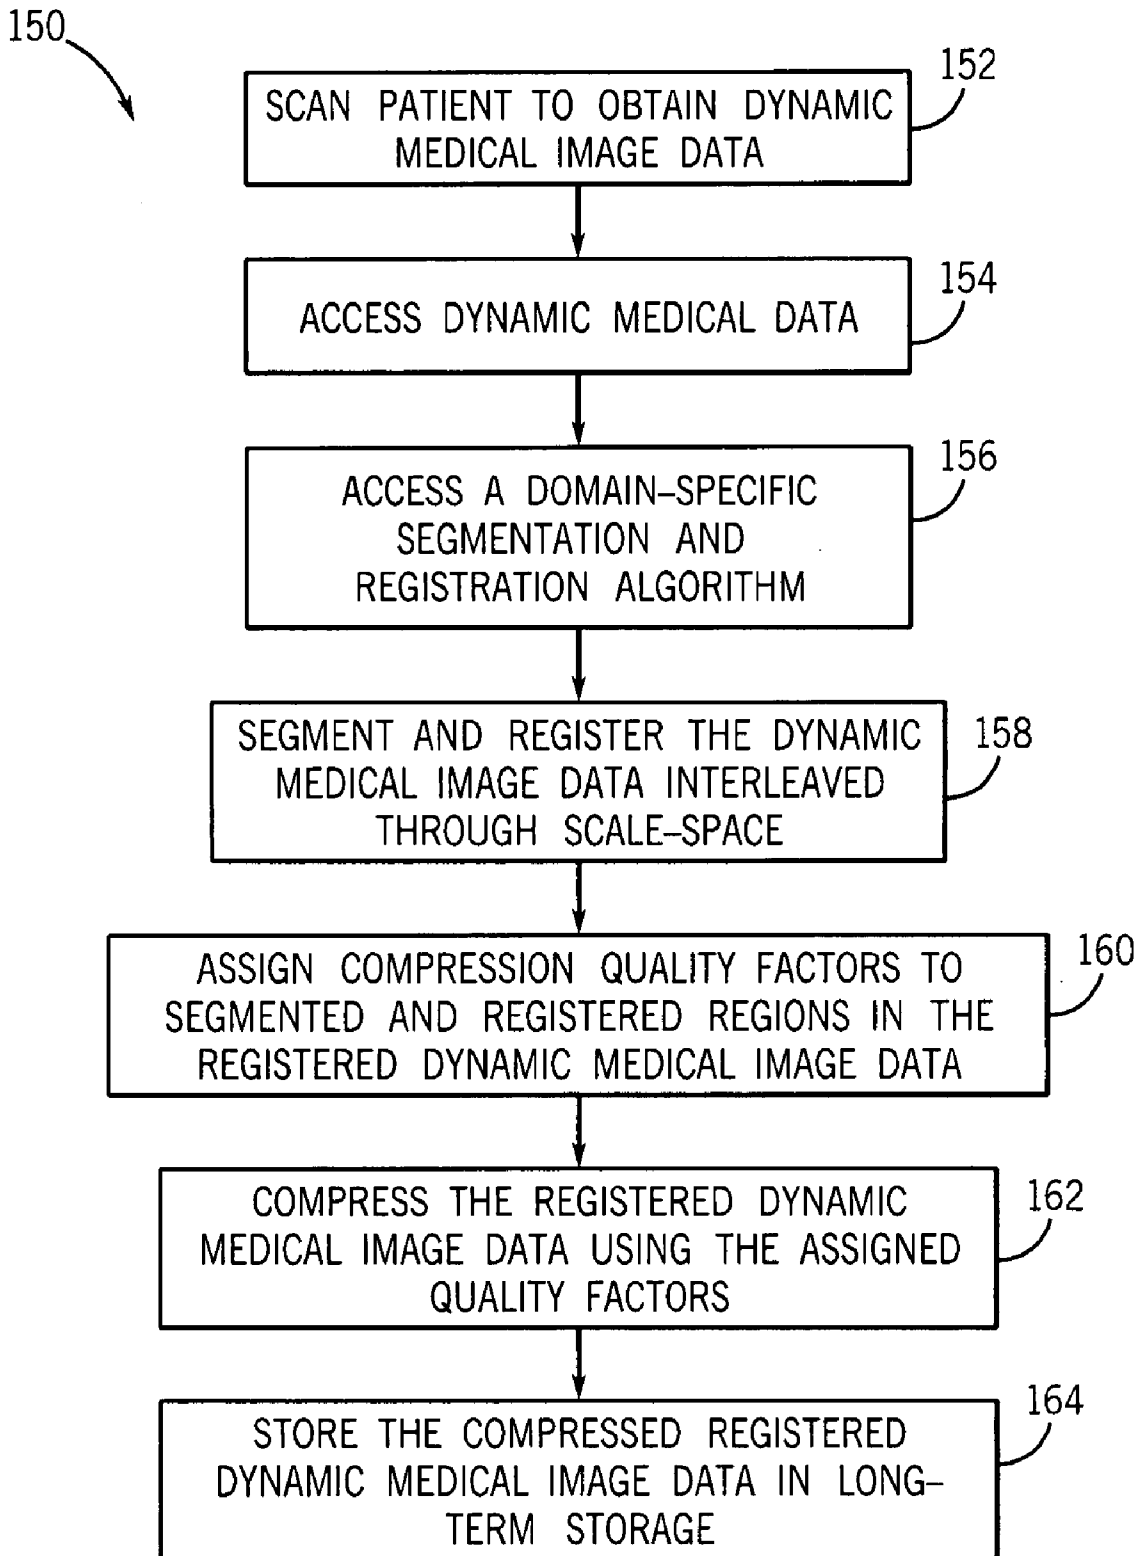 150
152
SCAN PATIENT TO OBTAIN DYNAMIC
MEDICAL IMAGE DATA
154
ACCESS DYNAMIC MEDICAL DATA
156
ACCESS A DOMAIN–SPECIFIC
SEGMENTATION AND
REGISTRATION ALGORITHM
158
SEGMENT AND REGISTER THE DYNAMIC
MEDICAL IMAGE DATA INTERLEAVED
THROUGH SCALE–SPACE
160
ASSIGN COMPRESSION QUALITY FACTORS TO
SEGMENTED AND REGISTERED REGIONS IN THE
REGISTERED DYNAMIC MEDICAL IMAGE DATA
162
COMPRESS THE REGISTERED DYNAMIC
MEDICAL IMAGE DATA USING THE ASSIGNED
QUALITY FACTORS
164
STORE THE COMPRESSED REGISTERED
DYNAMIC MEDICAL IMAGE DATA IN LONG–
TERM STORAGE